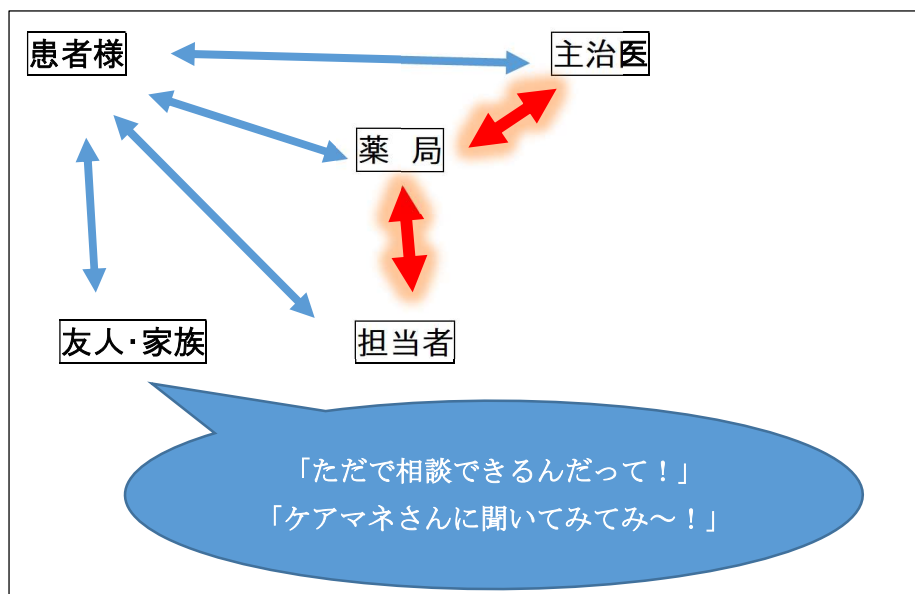 患者様
主治医
薬 局
友人・家族
担当者
「ただで相談できるんだって！」
「ケアマネさんに聞いてみてみ～！」